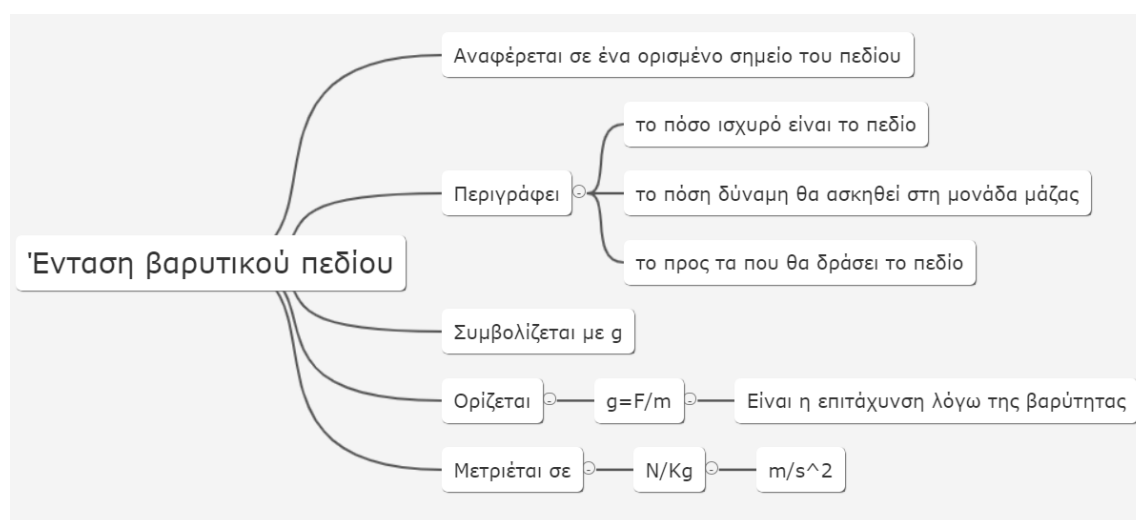 Ένταση βαρυτικού πεδίου
Αναφέρεται σε ένα ορισμένο σημείο του πεδίου
Περιγράφει
το πόσο ισχυρό είναι το πεδίο
το πόση δύναμη θα ασκηθεί στη μονάδα μάζας
το προς τα που θα δράσει το πεδίο
Συμβολίζεται με g
Ορίζεται
g=F/m
Είναι η επιτάχυνση λόγω της βαρύτητας
Μετριέται σε
N/Kg
m/s^2